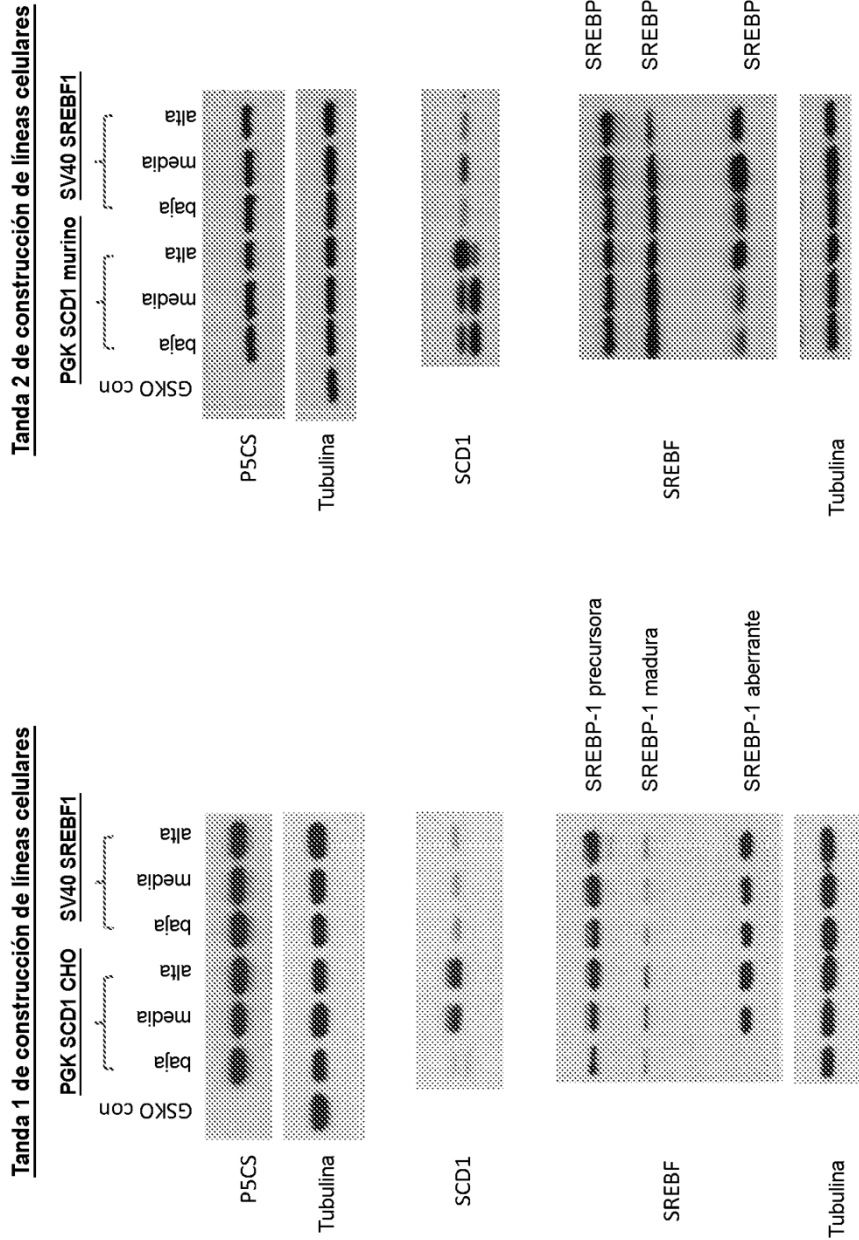 Tanda 1 de construcción de líneas celulares
PGK SCD1 CHO
SV40 SREBF1
GSKO con
baja
media
alta
baja
media
alta
P5CS
Tubulina
SCD1
SREBF
SREBP-1 precursora
SREBP-1 madura
SREBP-1 aberrante
Tubulina
Tanda 2 de construcción de líneas celulares
PGK SCD1 murino
SV40 SREBF1
GSKO con
baja
media
alta
baja
media
alta
P5CS
Tubulina
SCD1
SREBF
SREBP
SREBP
SREBP
Tubulina